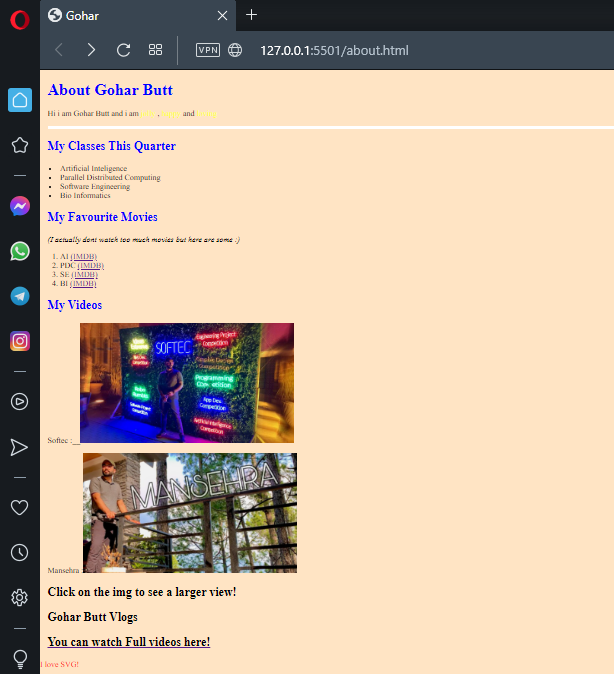 Gohar
VPN
127.0.0.1:5501/about.html
About Gohar Butt
Hi i am Gohar Butt and i am , and
My Classes This Quarter
Artificial Inteligence
Parallel Distributed Computing
Software Engineering
Bio Informatics
My Favourite Movies
(I actually dont watch too much movies but here are some :)
1. AI (IMDB)
2. PDC (IMDB)
3. SE (IMDB)
4. BI (IMDB)
My Videos
SOFTEC
Engineering Project
Competition
Programming
Competition
App Dev
Competition
Artificial Intelligence
Competition
Softec :
MANSEHRA
Mansehra
Click on the img to see a larger view!
Gohar Butt Vlogs
You can watch Full videos here!
I love SVG!